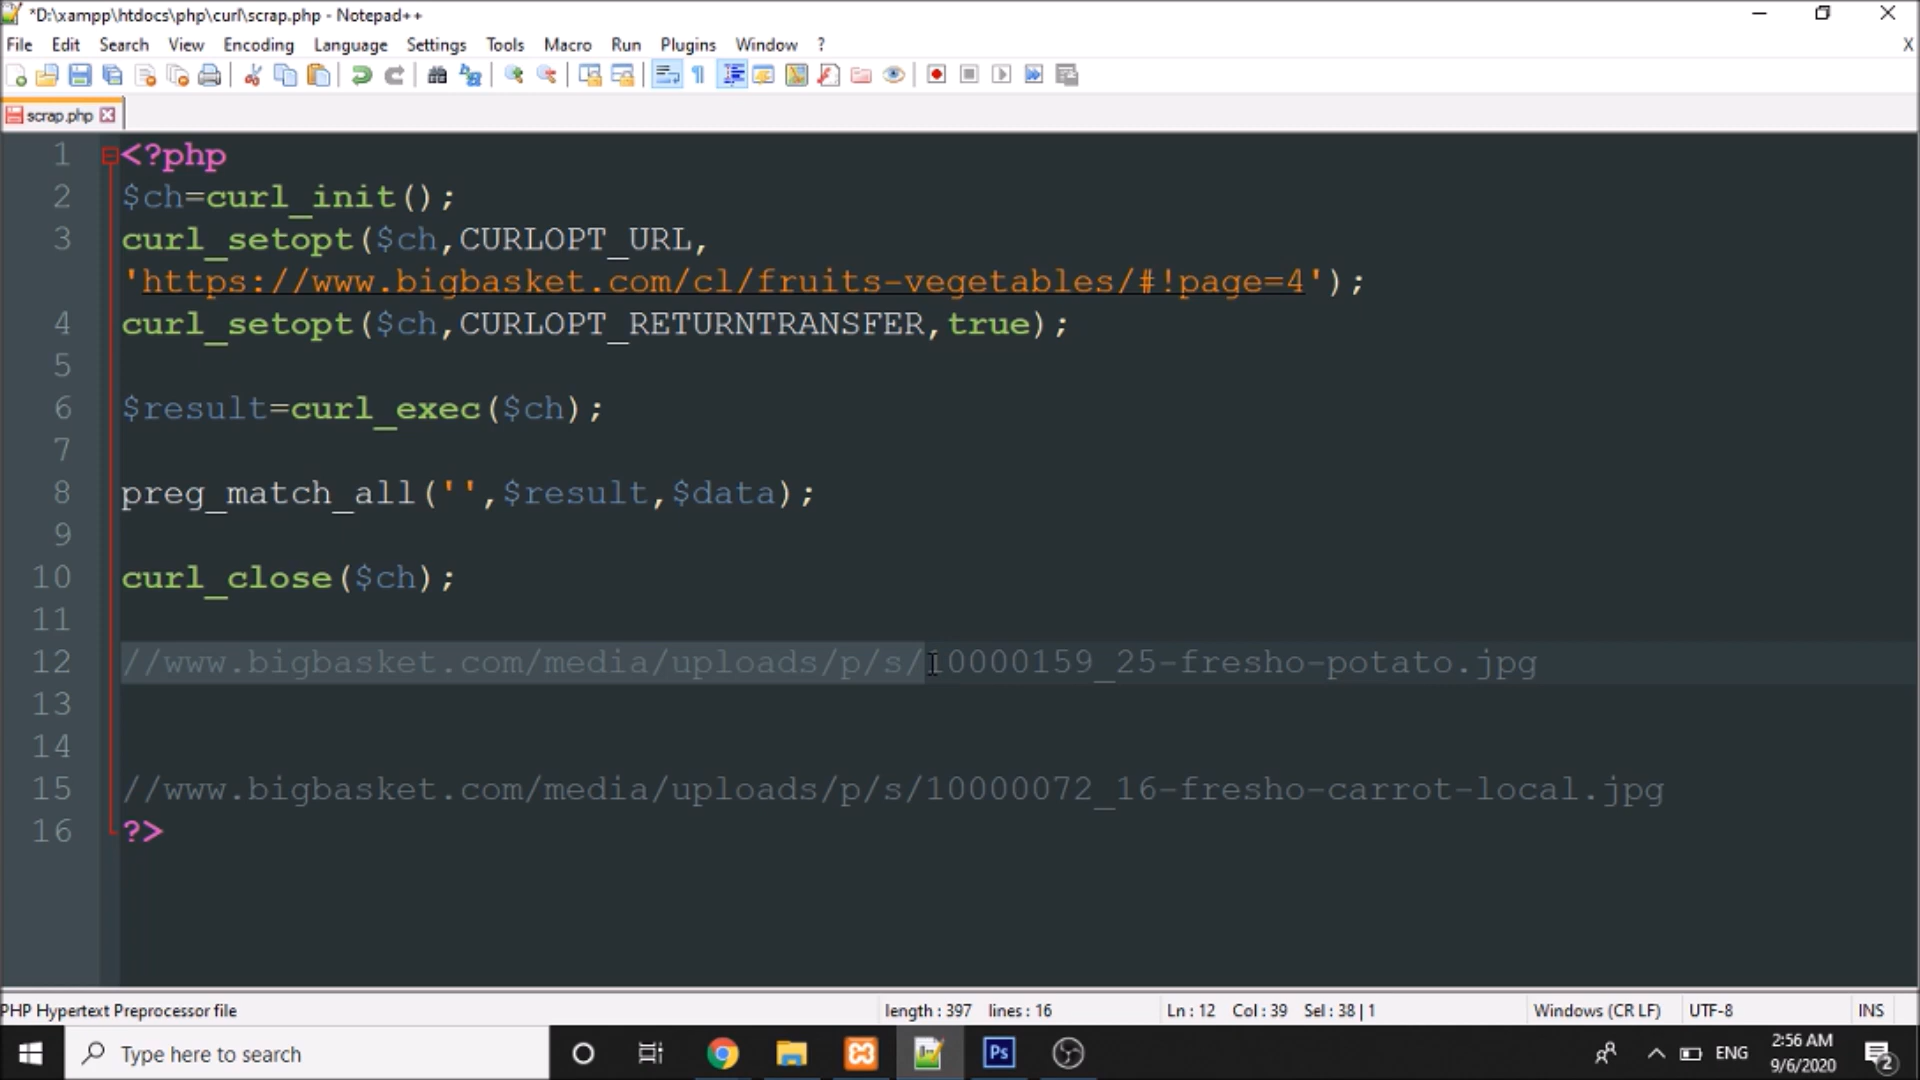 *D:\xampp\htdocs\php\curl\scrap.php - Notepad++
File Edit Search View Encoding Language Settings Tools Macro Run Plugins Window ? X
scrap.php
1 <?php
2 $ch=curl_init();
3 curl_setopt($ch,CURLOPT_URL,
'https://www.bigbasket.com/cl/fruits-vegetables/#!page=4');
4 curl_setopt($ch,CURLOPT_RETURNTRANSFER,true);
5
6 $result=curl_exec($ch);
7
8 preg_match_all('',$result,$data);
9
10 curl_close($ch);
11
12 //www.bigbasket.com/media/uploads/p/s/10000159_25-fresho-potato.jpg
13
14
15 //www.bigbasket.com/media/uploads/p/s/10000072_16-fresho-carrot-local.jpg
16 ?>
PHP Hypertext Preprocessor file length : 397 lines : 16 Ln : 12 Col : 39 Sel : 38 | 1 Windows (CR LF) UTF-8 INS
Type here to search Ps ENG 2:56 AM
9/6/2020 2